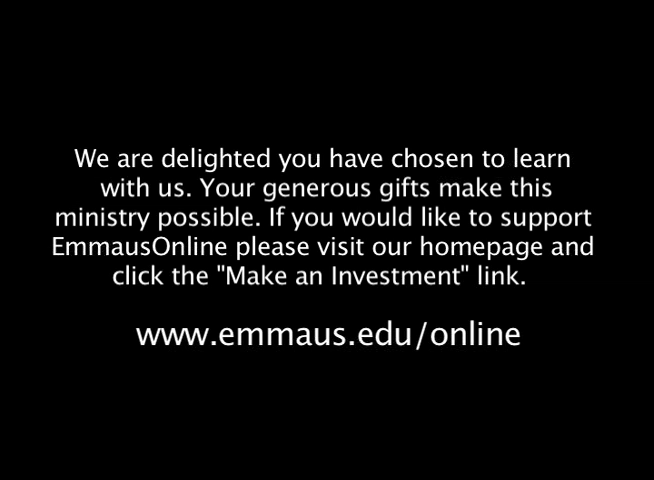 We are delighted you have chosen to learn
with us. Your generous gifts make this
ministry possible. If you would like to support
EmmausOnline please visit our homepage and
click the "Make an Investment" link.
www.emmaus.edu/online